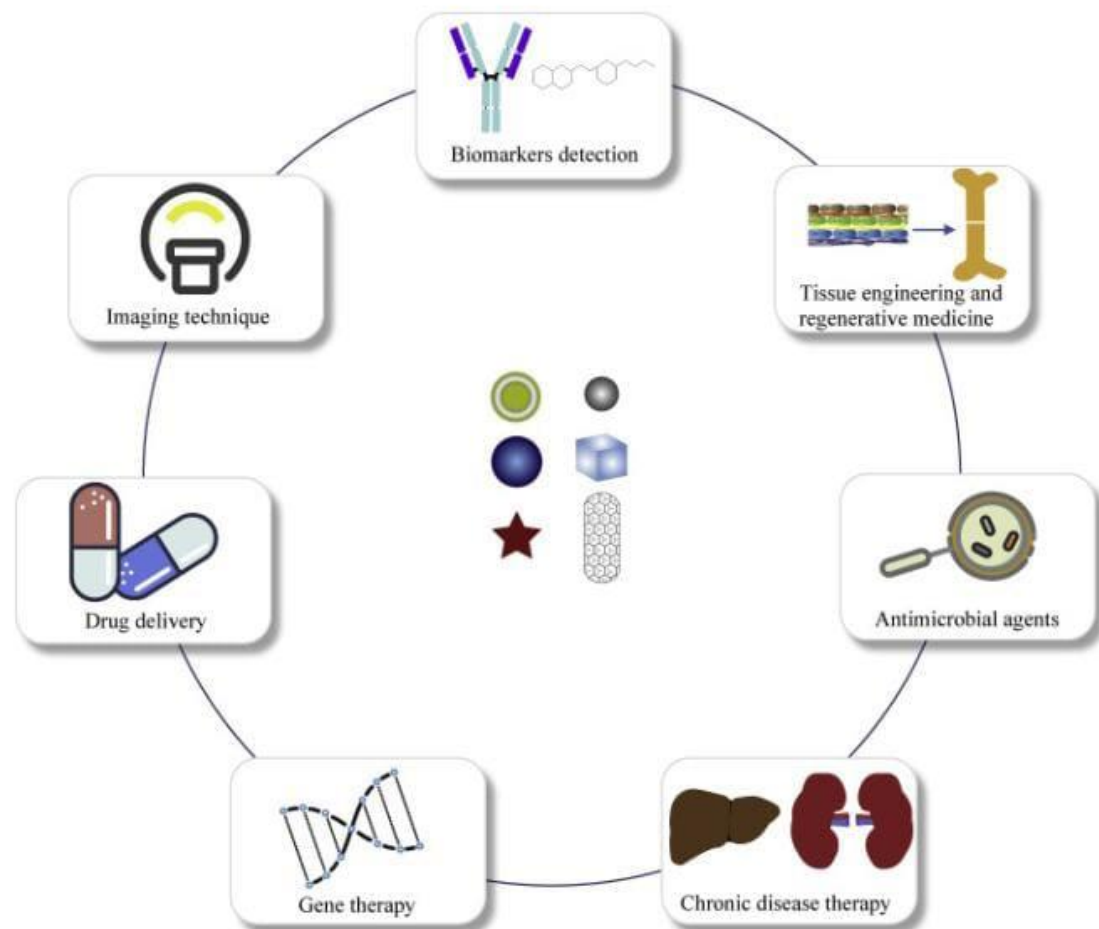 Biomarkers detection
Imaging technique
Tissue engineering and
regenerative medicine
Drug delivery
Antimicrobial agents
Gene therapy
Chronic disease therapy